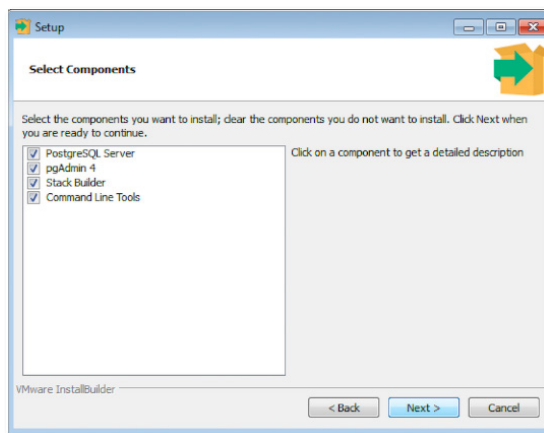 Setup
Select Components
Select the components you want to install; clear the components you do not want to install. Click Next when
you are ready to continue.
PostgreSQL Server
pgAdmin 4
Stack Builder
Command Line Tools
Click on a component to get a detailed description
VMware InstallBuilder
< Back
Next >
Cancel